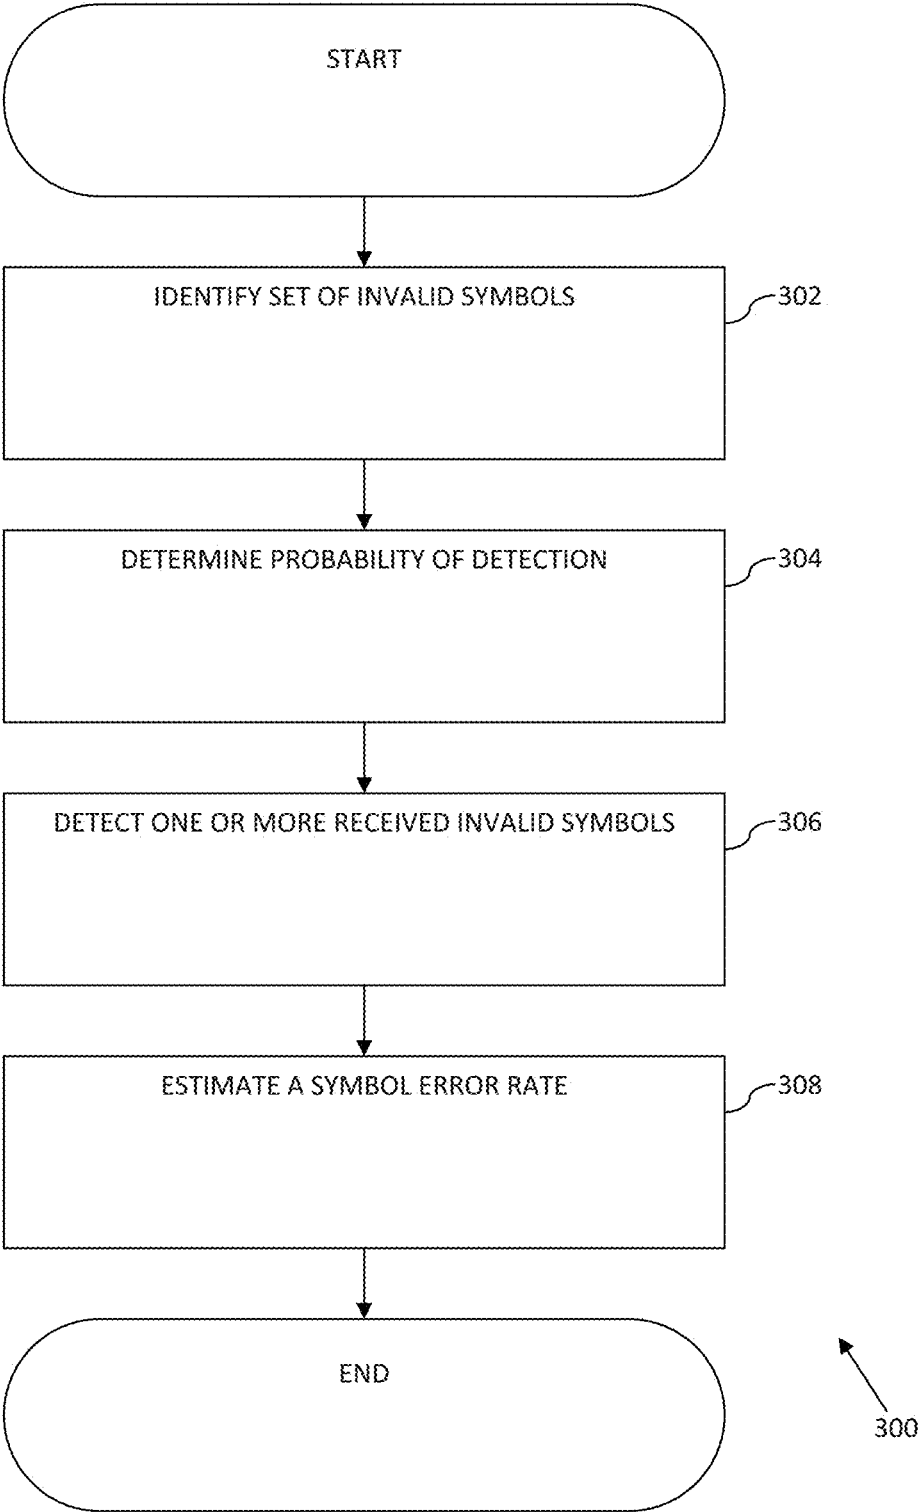 START
IDENTIFY SET OF INVALID SYMBOLS
302
DETERMINE PROBABILITY OF DETECTION
304
DETECT ONE OR MORE RECEIVED INVALID SYMBOLS
306
ESTIMATE A SYMBOL ERROR RATE
308
END
300